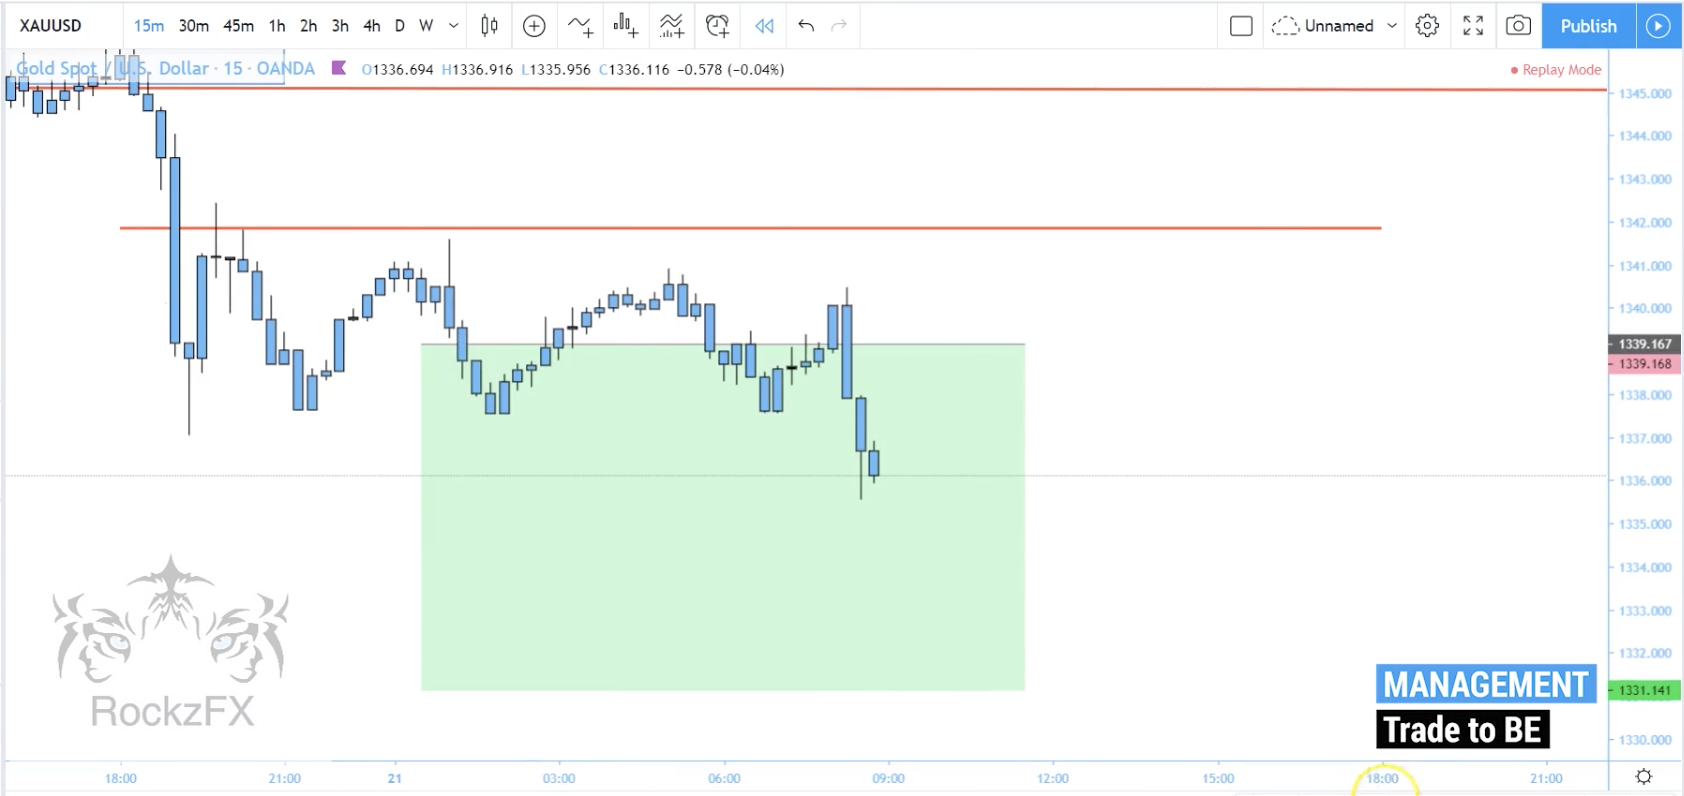 XAUUSD 15m 30m 45m 1h 2h 3h 4h D W Unnamed Publish
Gold Spot / U.S. Dollar · 15 · OANDA O1336.694 H1336.916 L1335.956 C1336.116 −0.578 (−0.04%)
Replay Mode
1345.000
1344.000
1343.000
1342.000
1341.000
1340.000
1339.167
1339.168
1338.000
1337.000
1336.000
1335.000
1334.000
1333.000
1332.000
1331.141
1330.000
RockzFX
MANAGEMENT
Trade to BE
18:00 21:00 21 03:00 06:00 09:00 12:00 15:00 18:00 21:00